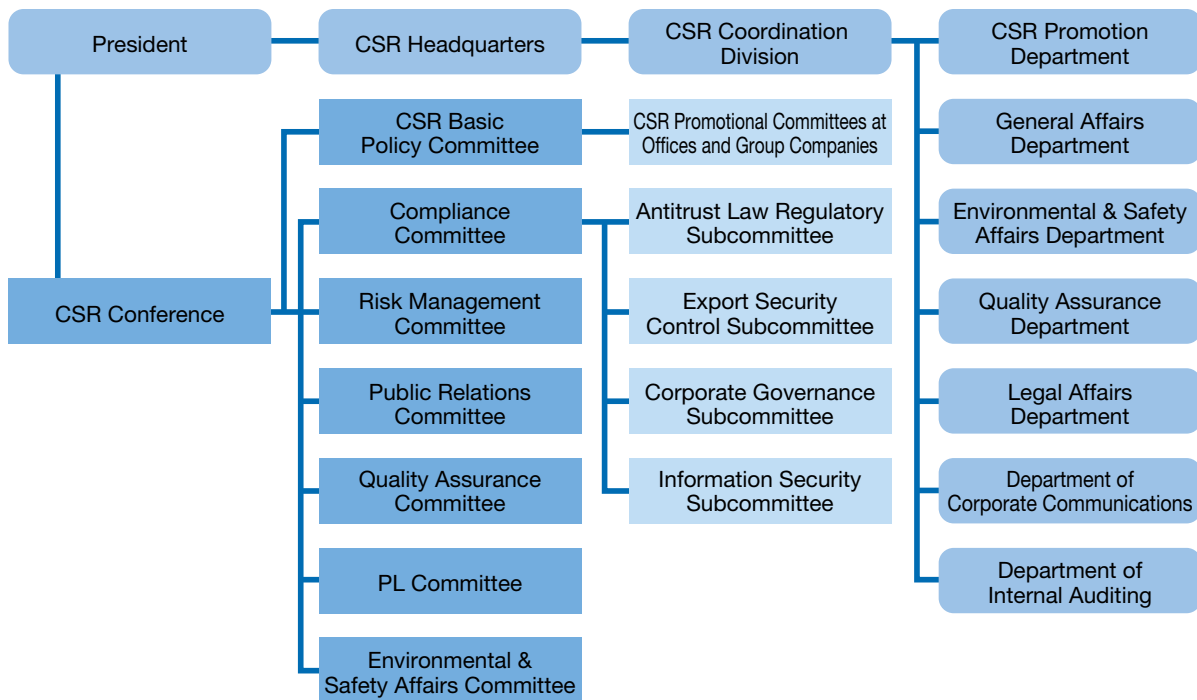 President
CSR Headquarters
CSR Coordination
Division
CSR Promotion
Department
CSR Basic
Policy Committee
CSR Promotional Committees at
Offices and Group Companies
General Affairs
Department
Compliance
Committee
Antitrust Law Regulatory
Subcommittee
Environmental & Safety
Affairs Department
CSR Conference
Risk Management
Committee
Export Security
Control Subcommittee
Quality Assurance
Department
Public Relations
Committee
Corporate Governance
Subcommittee
Legal Affairs
Department
Quality Assurance
Committee
Information Security
Subcommittee
Department of
Corporate Communications
PL Committee
Department of
Internal Auditing
Environmental &
Safety Affairs Committee